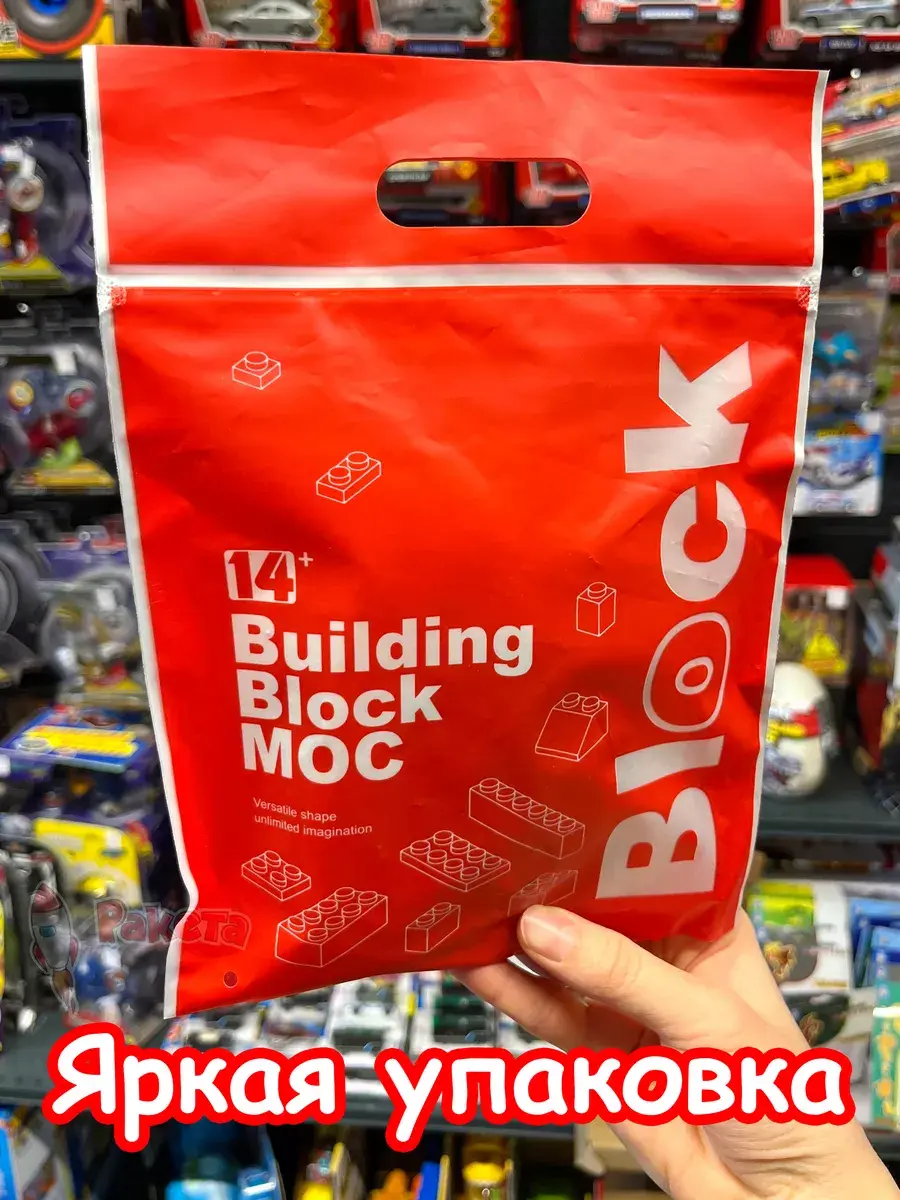 14+
Building
Block
MOC
Versatile shape
unlimited imagination
Block
Ракета
Яркая упаковка